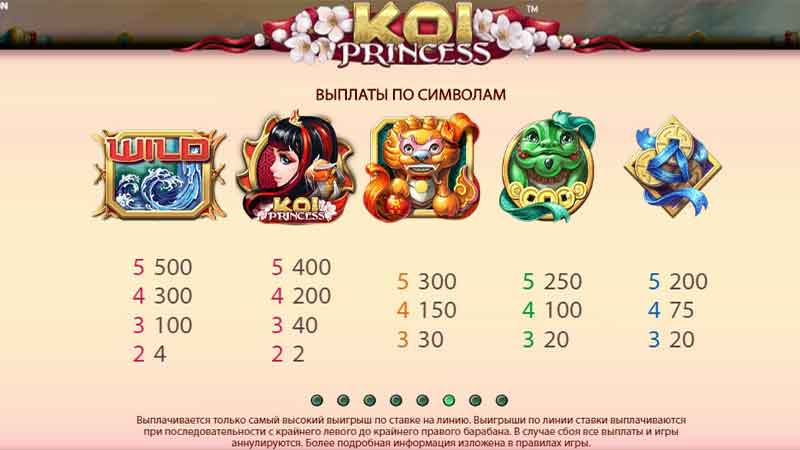 ON
KOI
PRINCESS™
ВЫПЛАТЫ ПО СИМВОЛАМ
WILD
KOI
PRINCESS
5 500 5 400 5 300 5 250 5 200
4 300 4 200 4 150 4 100 4 75
3 100 3 40 3 30 3 20 3 20
2 4 2 2
Выплачивается только самый высокий выигрыш по ставке на линию. Выигрыши по линии ставки выплачиваются
при последовательности с крайнего левого до крайнего правого барабана. В случае сбоя все выплаты и игры
аннулируются. Более подробная информация изложена в правилах игры.